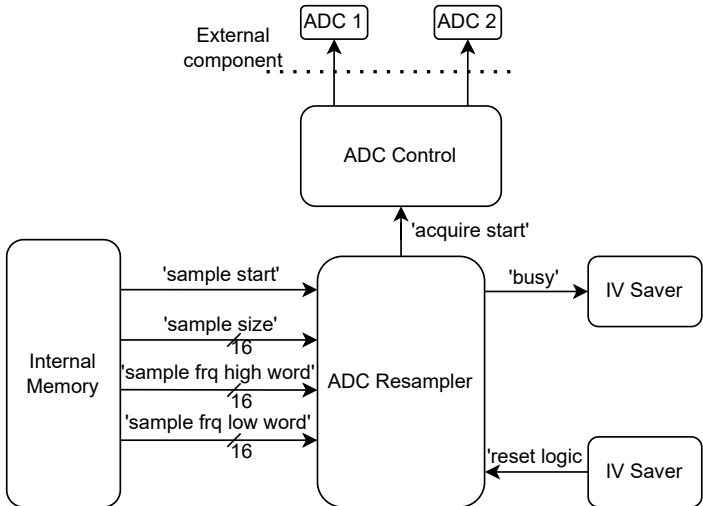 ADC 1
ADC 2
External
component
ADC Control
'acquire start'
'sample start'
'busy'
IV Saver
'sample size'
16
Internal
Memory
'sample frq high word'
16
ADC Resampler
'sample frq low word'
16
'reset logic
IV Saver